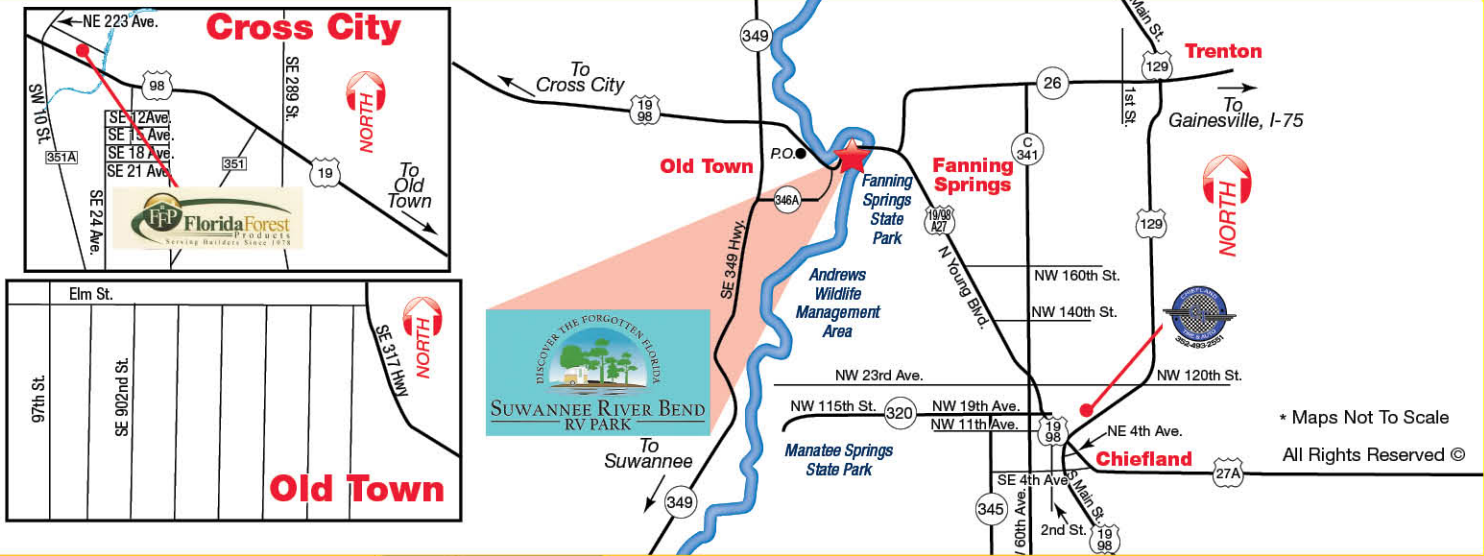 NE 223 Ave.
Cross City
98
SW 10 St.
SE 12Ave.
SE 15 Ave.
SE 18 Ave.
SE 21 Ave.
351A
SE 24 Ave.
SE 289 St.
351
19
NORTH
To
Old
Town
FFP
FloridaForest
Products
Serving Builders Since 1978
Elm St.
97th St.
SE 902nd St.
SE 317 Hwy
NORTH
Old Town
To
Cross City
19
98
349
P.O.
Old Town
346A
SE 349 Hwy.
DISCOVER THE FORGOTTEN FLORIDA
SUWANNEE RIVER BEND
RV PARK
To
Suwannee
349
Fanning
Springs
State
Park
Andrews
Wildlife
Management
Area
Manatee Springs
State Park
Fanning
Springs
19/98
A27
N Young Blvd.
26
C
341
Main St.
129
Trenton
1st St.
To
Gainesville, I-75
129
NORTH
NW 160th St.
NW 140th St.
CHIEFLAND
352-493-2551
NW 23rd Ave.
NW 120th St.
NW 115th St.
320
NW 19th Ave.
NW 11th Ave.
19
98
NE 4th Ave.
Chiefland
27A
SE 4th Ave.
S Main St.
345
60th Ave.
2nd St.
19
98
* Maps Not To Scale
All Rights Reserved ©